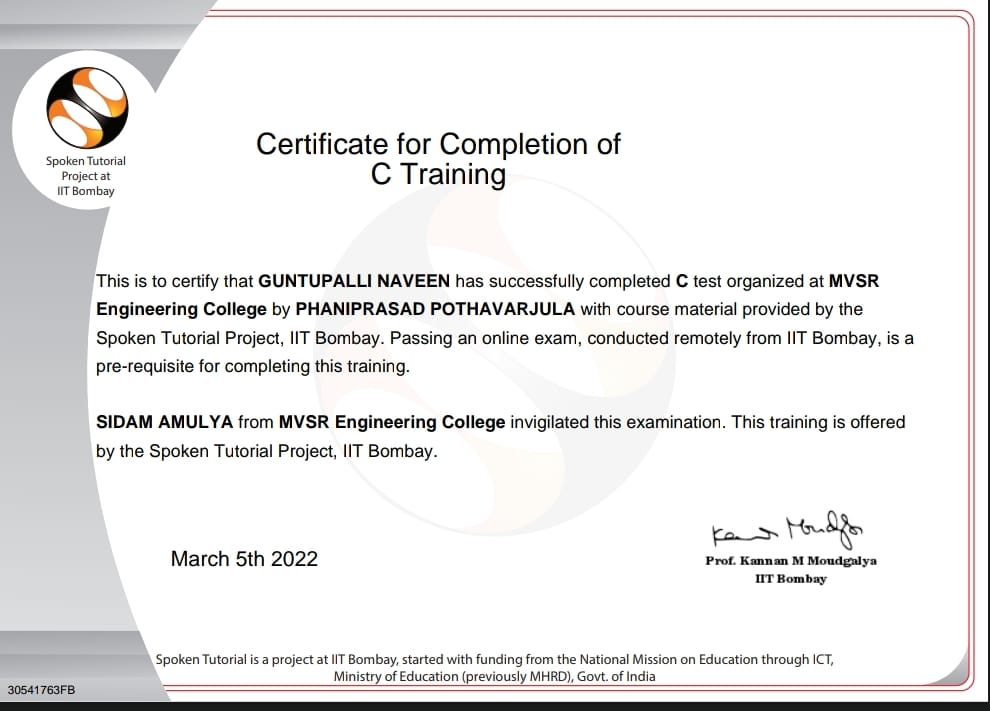 Spoken Tutorial
Project at
IIT Bombay
Certificate for Completion of
C Training
This is to certify that GUNTUPALLI NAVEEN has successfully completed C test organized at MVSR
Engineering College by PHANIPRASAD POTHAVARJULA with course material provided by the
Spoken Tutorial Project, IIT Bombay. Passing an online exam, conducted remotely from IIT Bombay, is a
pre-requisite for completing this training.
SIDAM AMULYA from MVSR Engineering College invigilated this examination. This training is offered
by the Spoken Tutorial Project, IIT Bombay.
March 5th 2022
Prof. Kannan M Moudgalya
IIT Bombay
Spoken Tutorial is a project at IIT Bombay, started with funding from the National Mission on Education through ICT,
Ministry of Education (previously MHRD), Govt. of India
30541763FB